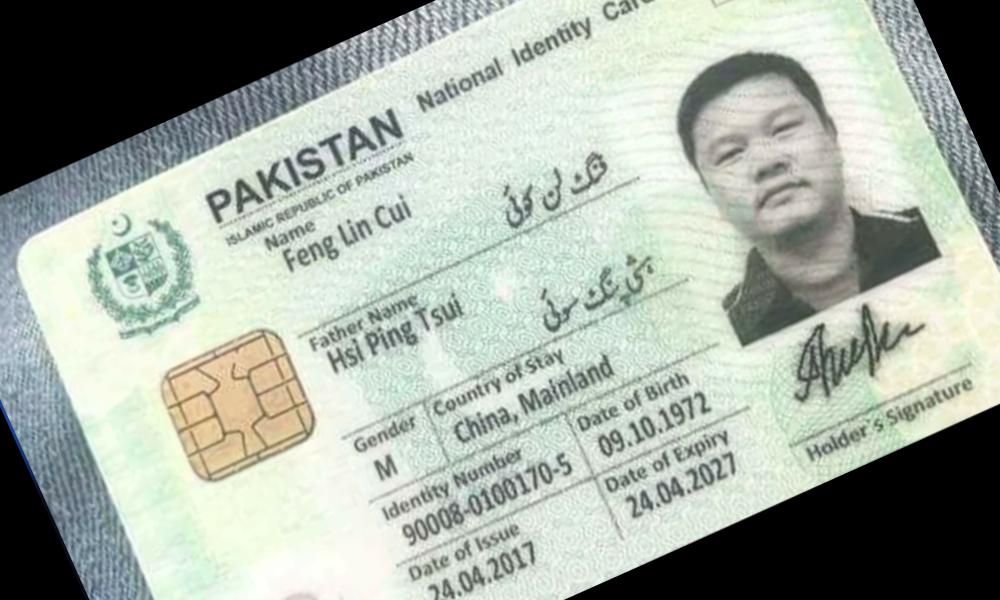 PAKISTAN National Identity Card
ISLAMIC REPUBLIC OF PAKISTAN
Name
Feng Lin Cui
فنگ لن کوئی
Father Name
Hsi Ping Tsui
ہشی پنگ سوئی
Gender
M
Country of Stay
China, Mainland
Identity Number
90008-0100170-5
Date of Birth
09.10.1972
Date of Issue
24.04.2017
Date of Expiry
24.04.2027
Holder's Signature